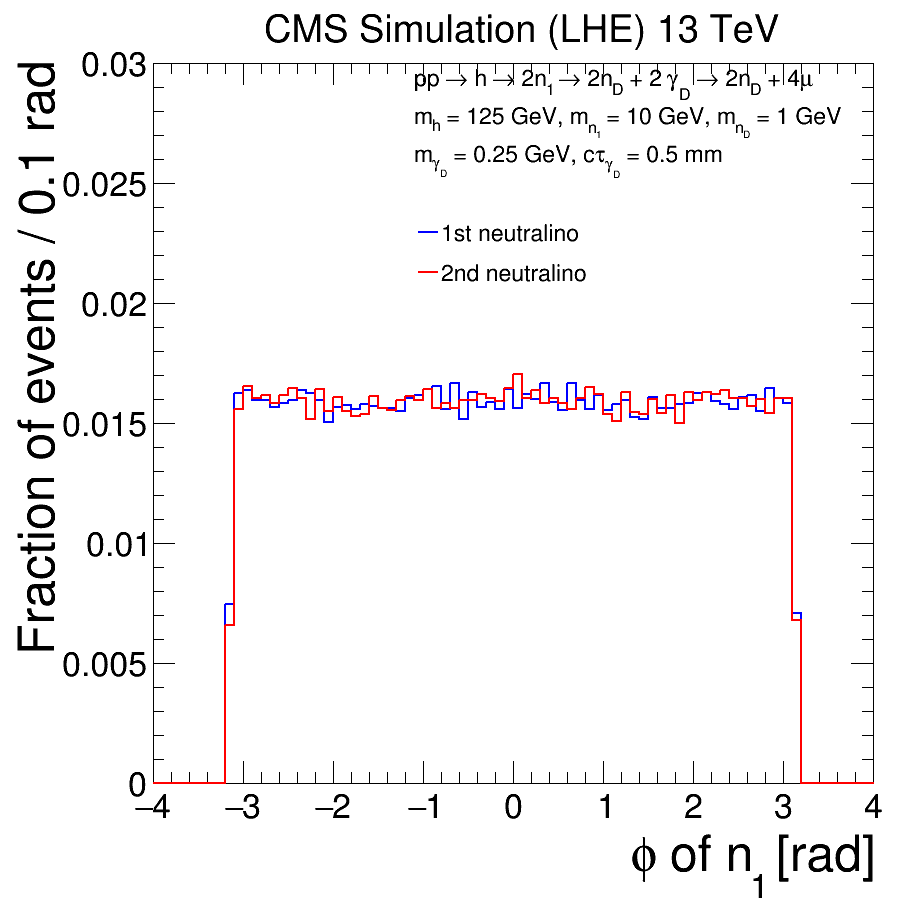 CMS Simulation (LHE) 13 TeV
pp → h → 2n1 → 2nD + 2 γD → 2nD + 4μ
mh = 125 GeV, mn1 = 10 GeV, mnD = 1 GeV
mγD = 0.25 GeV, cτγD = 0.5 mm
1st neutralino
2nd neutralino
Fraction of events / 0.1 rad
0.03
0.025
0.02
0.015
0.01
0.005
0
−4 −3 −2 −1 0 1 2 3 4
ϕ of n1 [rad]